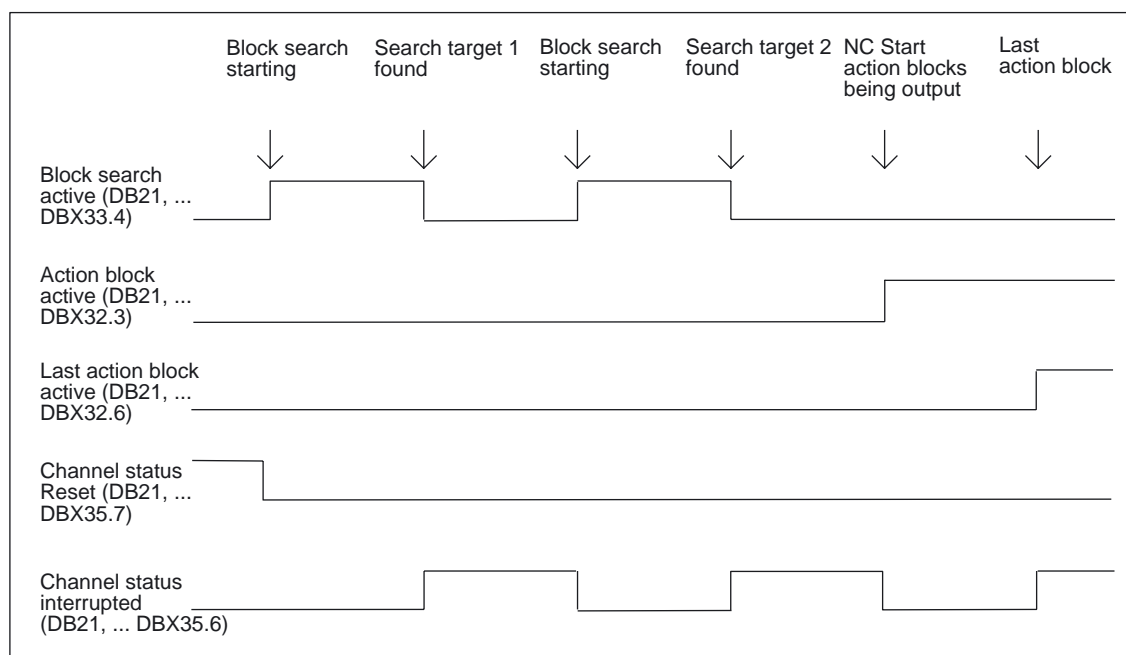 Block search
starting
Search target 1
found
Block search
starting
Search target 2
found
NC Start
action blocks
being output
Last
action block
Block search
active (DB21, ...
DBX33.4)
Action block
active (DB21, ...
DBX32.3)
Last action block
active (DB21, ...
DBX32.6)
Channel status
Reset (DB21, ...
DBX35.7)
Channel status
interrupted
(DB21, ... DBX35.6)